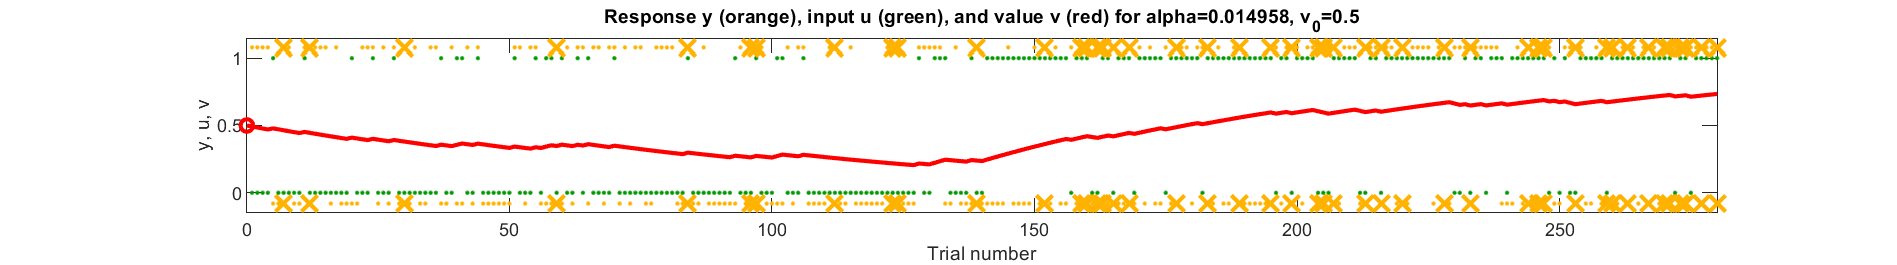 Response y (orange), input u (green), and value v (red) for alpha=0.014958, v0=0.5
y, u, v
1
0.5
0
0 50 100 150 200 250
Trial number